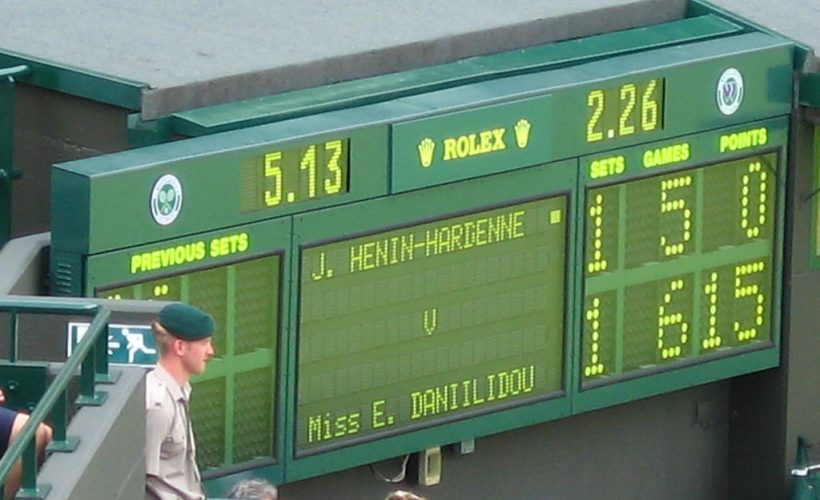 5.13
ROLEX
2.26
PREVIOUS SETS
SETS GAMES POINTS
J. HENIN-HARDENNE
1 5 0
V
Miss E. DANIILIDOU
1 6 15